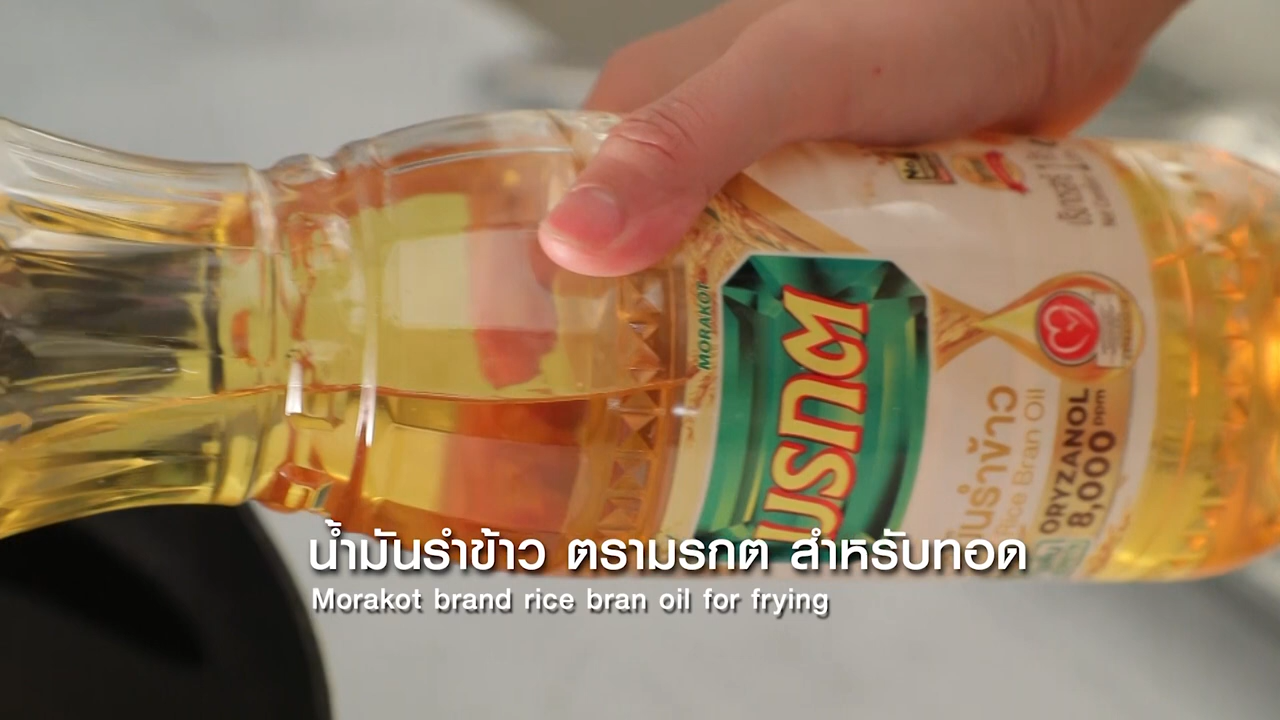 MORAKOT
มรกต
น้ำมันรำข้าว
Rice Bran Oil
ORYZANOL
8,000 ppm
น้ำมันรำข้าว ตรามรกต สำหรับทอด
Morakot brand rice bran oil for frying